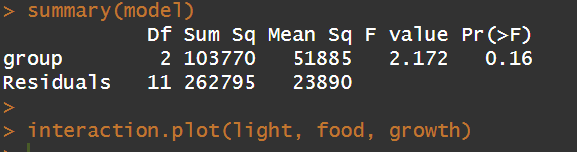 > summary(model)
            Df Sum Sq Mean Sq F value Pr(>F)
group        2 103770   51885   2.172   0.16
Residuals   11 262795   23890
>
> interaction.plot(light, food, growth)